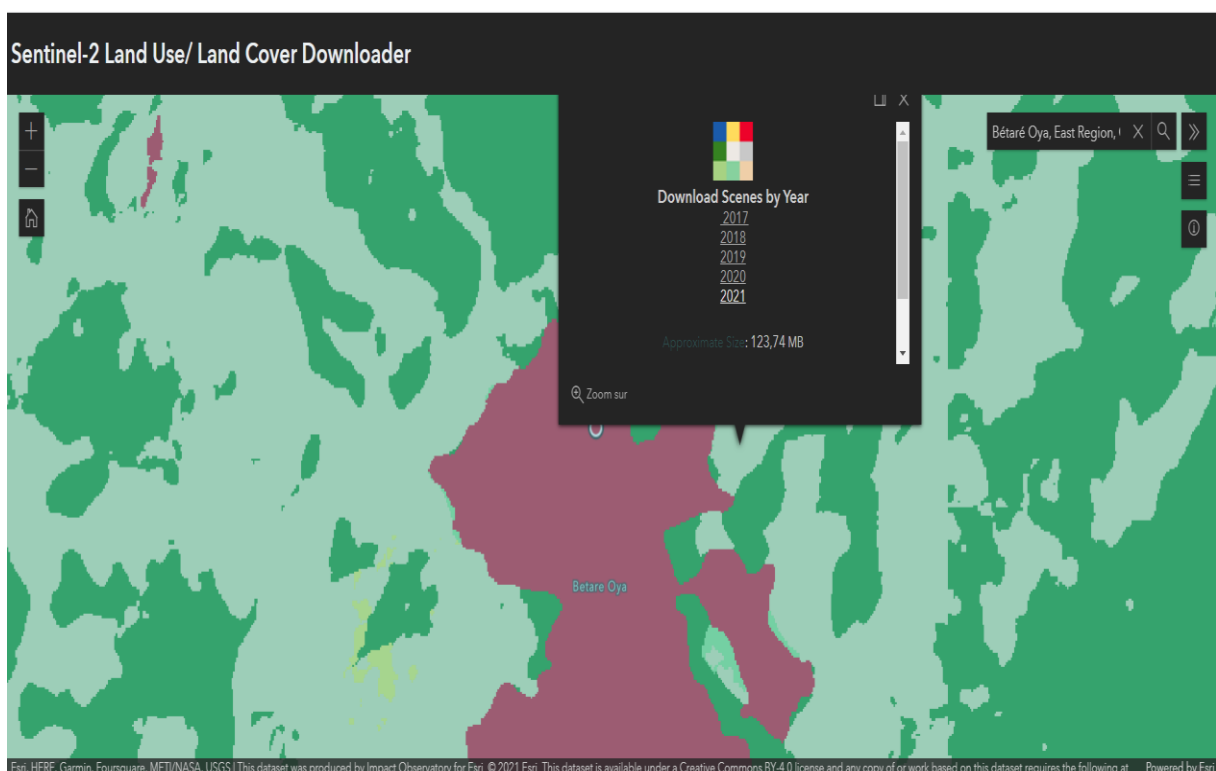 Sentinel-2 Land Use/ Land Cover Downloader
Bétaré Oya, East Region, (
Download Scenes by Year
2017
2018
2019
2020
2021
Approximate Size: 123,74 MB
Zoom sur
Betare Oya
Esri, HERE, Garmin, Foursquare, METI/NASA, USGS | This dataset was produced by Impact Observatory for Esri. © 2021 Esri. This dataset is available under a Creative Commons BY-4.0 license and any copy of or work based on this dataset requires the following at Powered by Esri